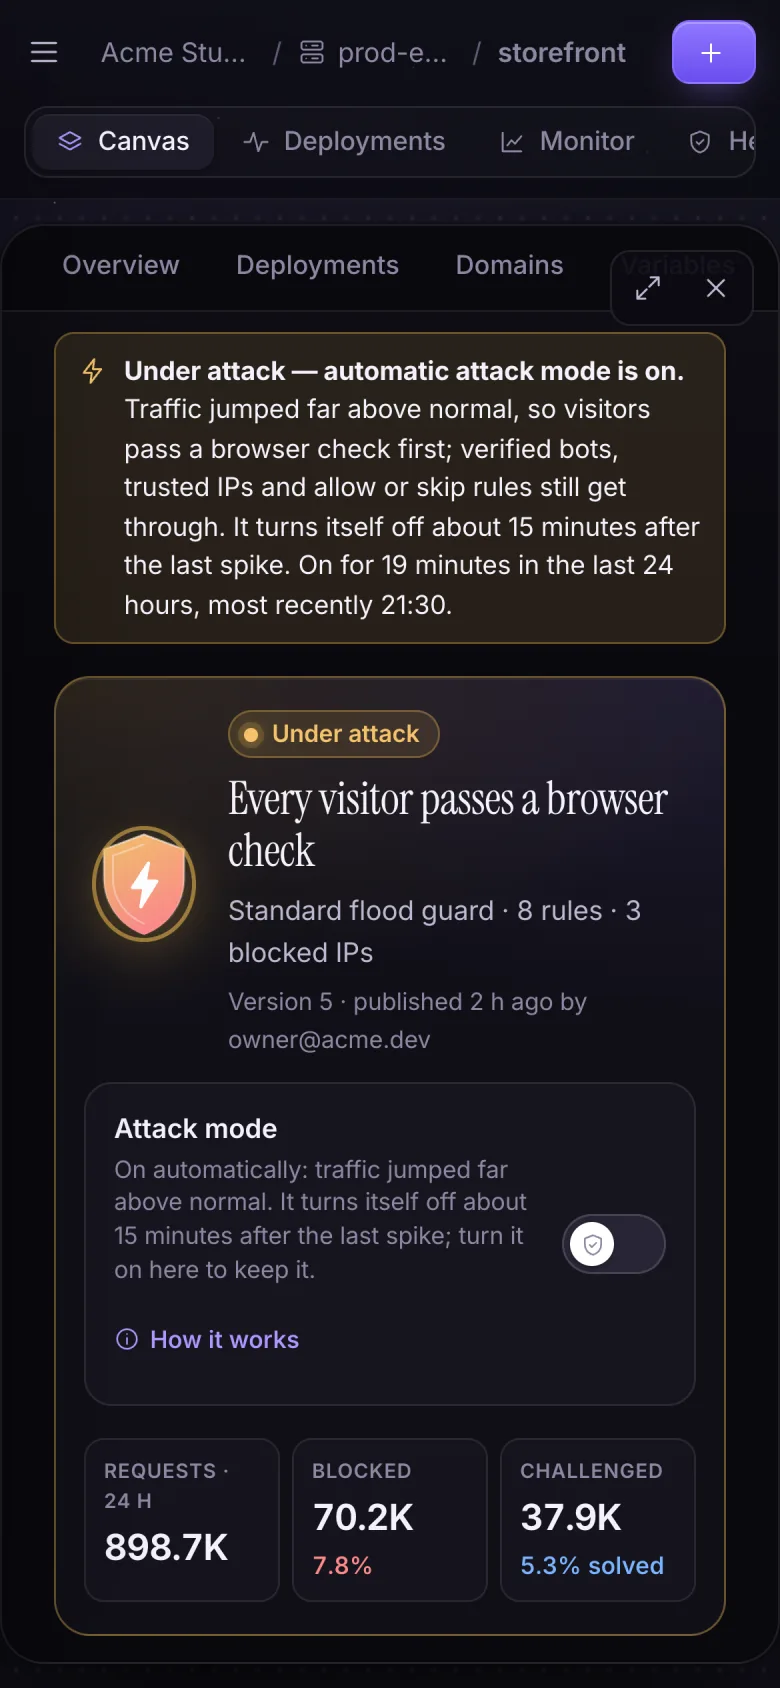 Acme Stu... / prod-e... / storefront
Canvas Deployments Monitor He
Overview Deployments Domains Variables
Under attack — automatic attack mode is on.
Traffic jumped far above normal, so visitors
pass a browser check first; verified bots,
trusted IPs and allow or skip rules still get
through. It turns itself off about 15 minutes after
the last spike. On for 19 minutes in the last 24
hours, most recently 21:30.
Under attack
Every visitor passes a browser
check
Standard flood guard · 8 rules · 3
blocked IPs
Version 5 · published 2 h ago by
owner@acme.dev
Attack mode
On automatically: traffic jumped far
above normal. It turns itself off about
15 minutes after the last spike; turn it
on here to keep it.
How it works
REQUESTS ·
24 H
898.7K
BLOCKED
70.2K
7.8%
CHALLENGED
37.9K
5.3% solved